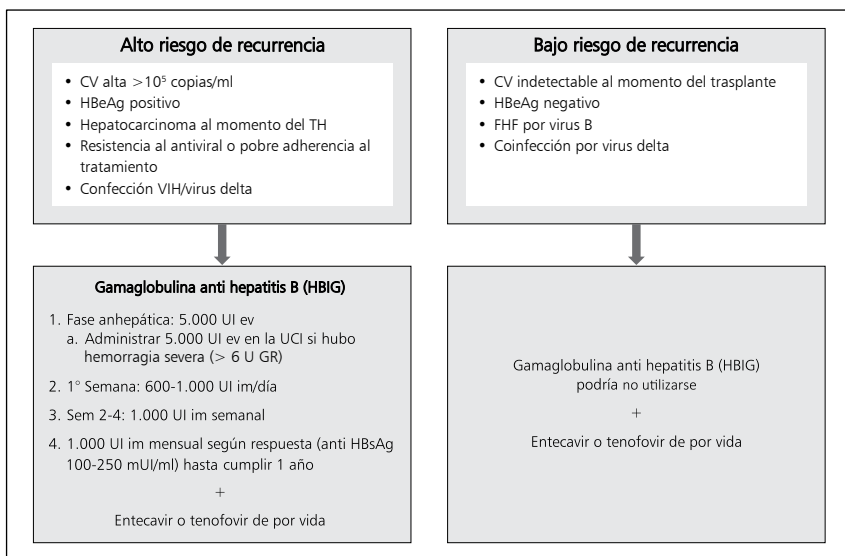 Alto riesgo de recurrencia
• CV alta >10⁵ copias/ml
• HBeAg positivo
• Hepatocarcinoma al momento del TH
• Resistencia al antiviral o pobre adherencia al
tratamiento
• Confección VIH/virus delta
Gamaglobulina anti hepatitis B (HBIG)
1. Fase anhepática: 5.000 UI ev
a. Administrar 5.000 UI ev en la UCI si hubo
hemorragia severa (> 6 U GR)
2. 1° Semana: 600-1.000 UI im/día
3. Sem 2-4: 1.000 UI im semanal
4. 1.000 UI im mensual según respuesta (anti HBsAg
100-250 mUI/ml) hasta cumplir 1 año
+
Entecavir o tenofovir de por vida
Bajo riesgo de recurrencia
• CV indetectable al momento del trasplante
• HBeAg negativo
• FHF por virus B
• Coinfección por virus delta
Gamaglobulina anti hepatitis B (HBIG)
podría no utilizarse
+
Entecavir o tenofovir de por vida